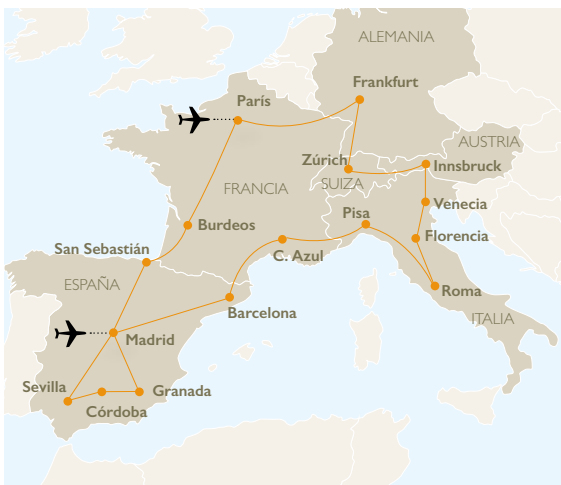 ALEMANIA
Frankfurt
París
AUSTRIA
Zúrich
Innsbruck
SUIZA
FRANCIA
Venecia
Pisa
Burdeos
Florencia
San Sebastián
C. Azul
ESPAÑA
Roma
Barcelona
ITALIA
Madrid
Sevilla
Granada
Córdoba